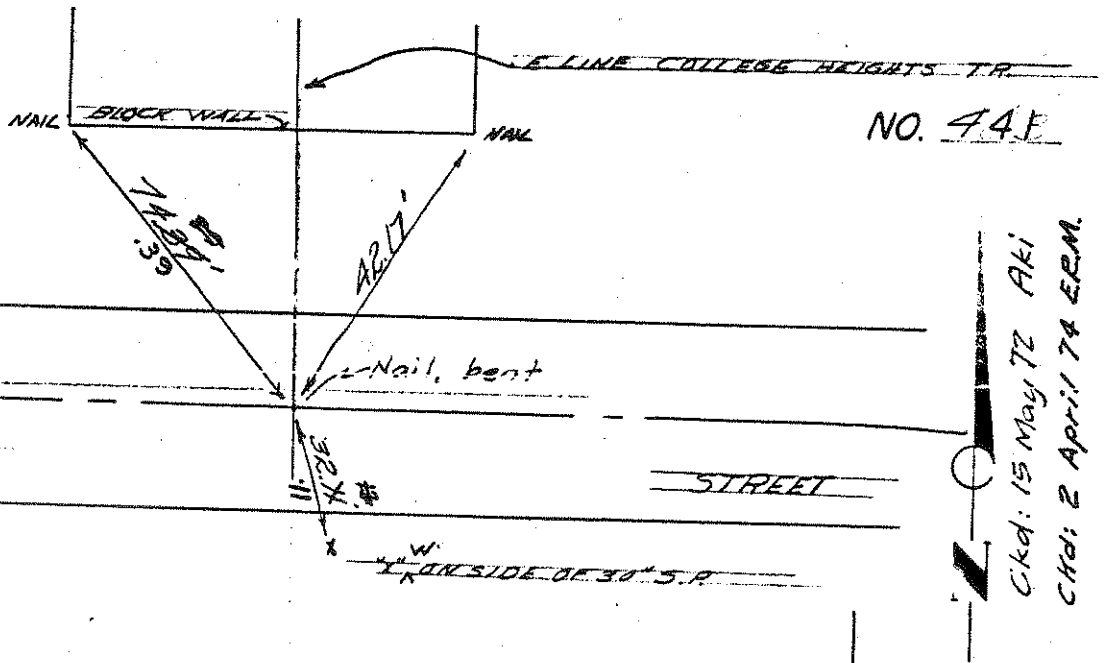 E LINE COLLEGE HEIGHTS TR.
NAIL
BLOCK WALL
NAIL
NO. 44
42.17'
.39
Nail, bent
.11
STREET
"X" W. ON SIDE OF 30" S.P.
Ckd: 15 May 72 Aki
CKd: 2 April 74 ERM.